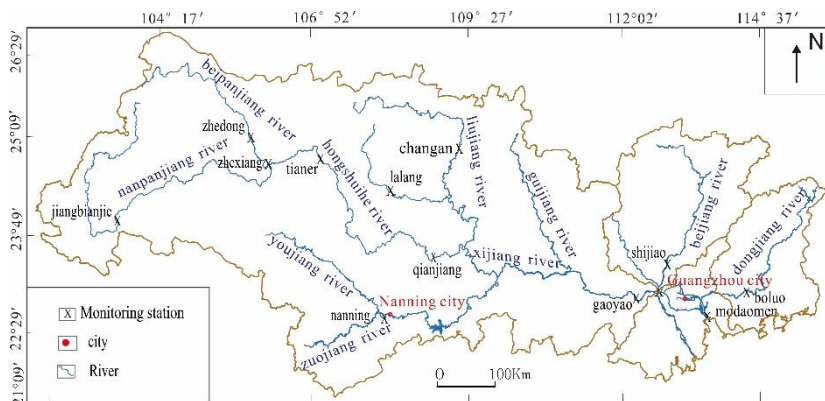 104° 17′
106° 52′
109° 27′
112° 02′
114° 37′
26°29′
25°09′
23°49′
22°29′
21°09′
N
beipanjiang river
zhedong
zhexiang
nanpanjiang river
jiangbianjie
tianer
hongshuihe river
changan
lalang
liujiang river
guijiang river
qianjiang
xijiang river
youjiang river
Nanning city
nanning
zuojiang river
shijiao
beijiang river
dongjiang river
Guangzhou city
gaoyao
boluo
modaomen
X Monitoring station
city
River
0 100Km